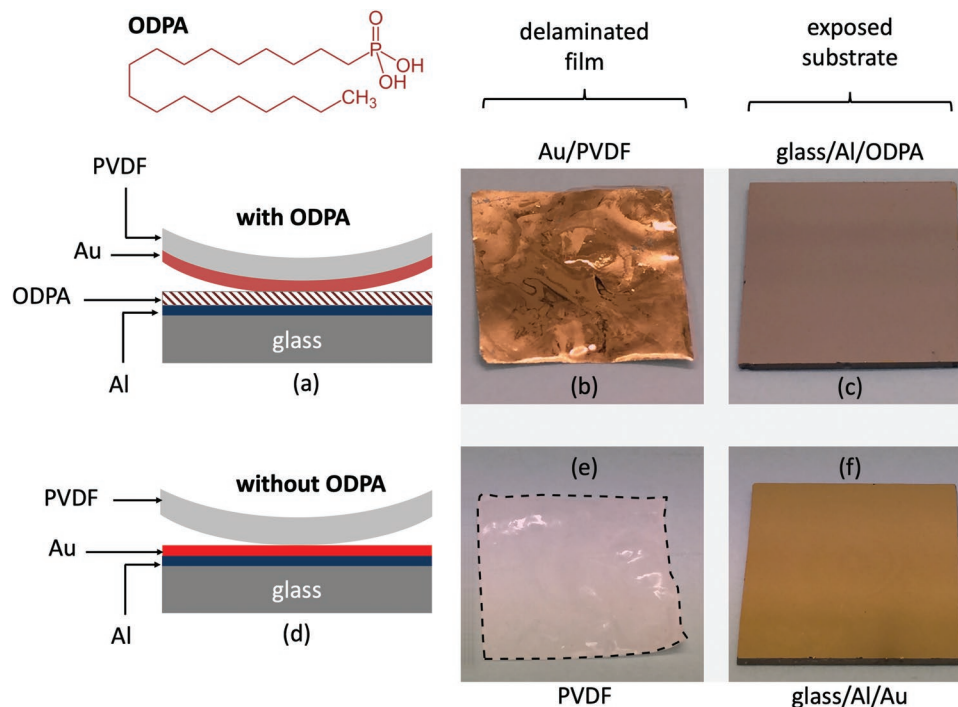 ODPA
O
P
OH
OH
CH3
delaminated
film
exposed
substrate
PVDF
Au
ODPA
Al
with ODPA
glass
(a)
Au/PVDF
(b)
glass/Al/ODPA
(c)
PVDF
Au
Al
without ODPA
glass
(d)
(e)
PVDF
(f)
glass/Al/Au